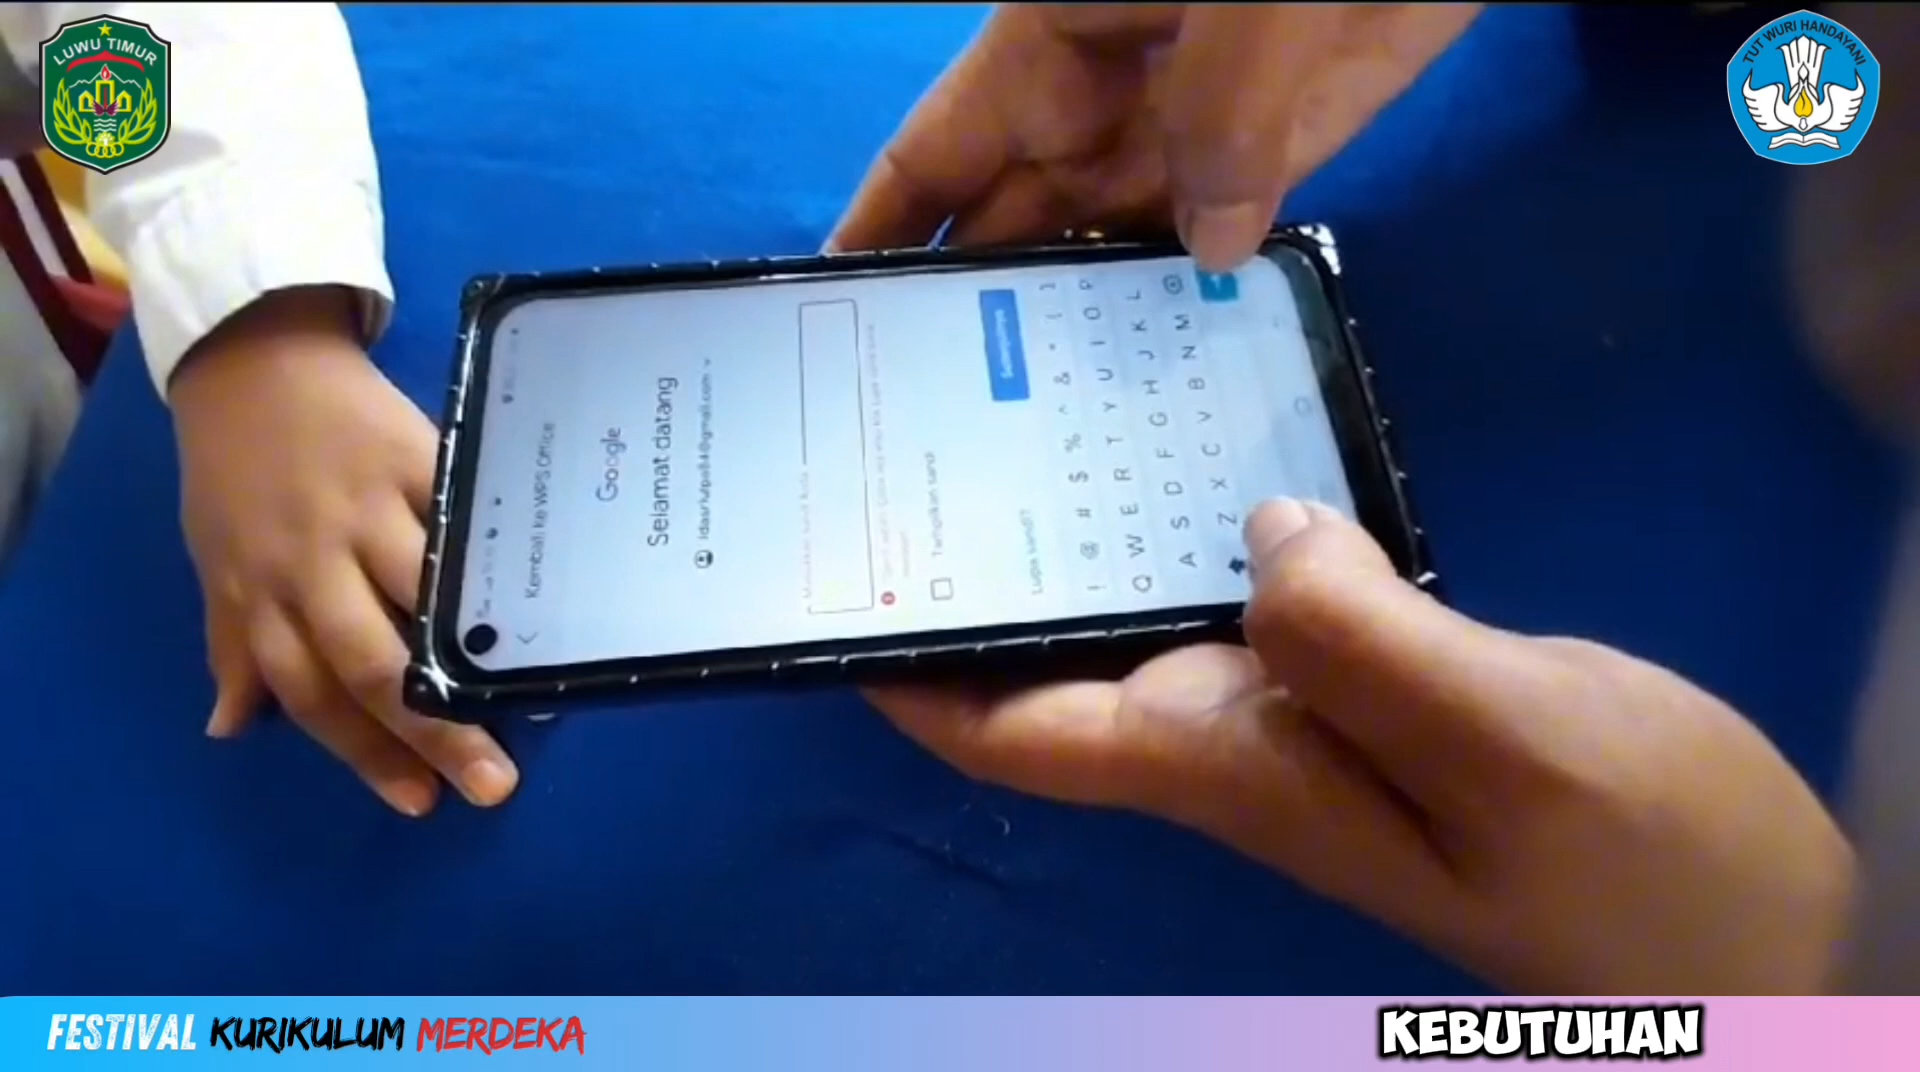 LUWU TIMUR
TUT WURI HANDAYANI
Kembali ke WPS Office
Google
Selamat datang
Tampilkan sandi
Lupa sandi?
! @ # $ % ^ & * ( )
Q W E R T Y U I O P
A S D F G H J K L
Z X C V B N M
FESTIVAL KURIKULUM MERDEKA
KEBUTUHAN